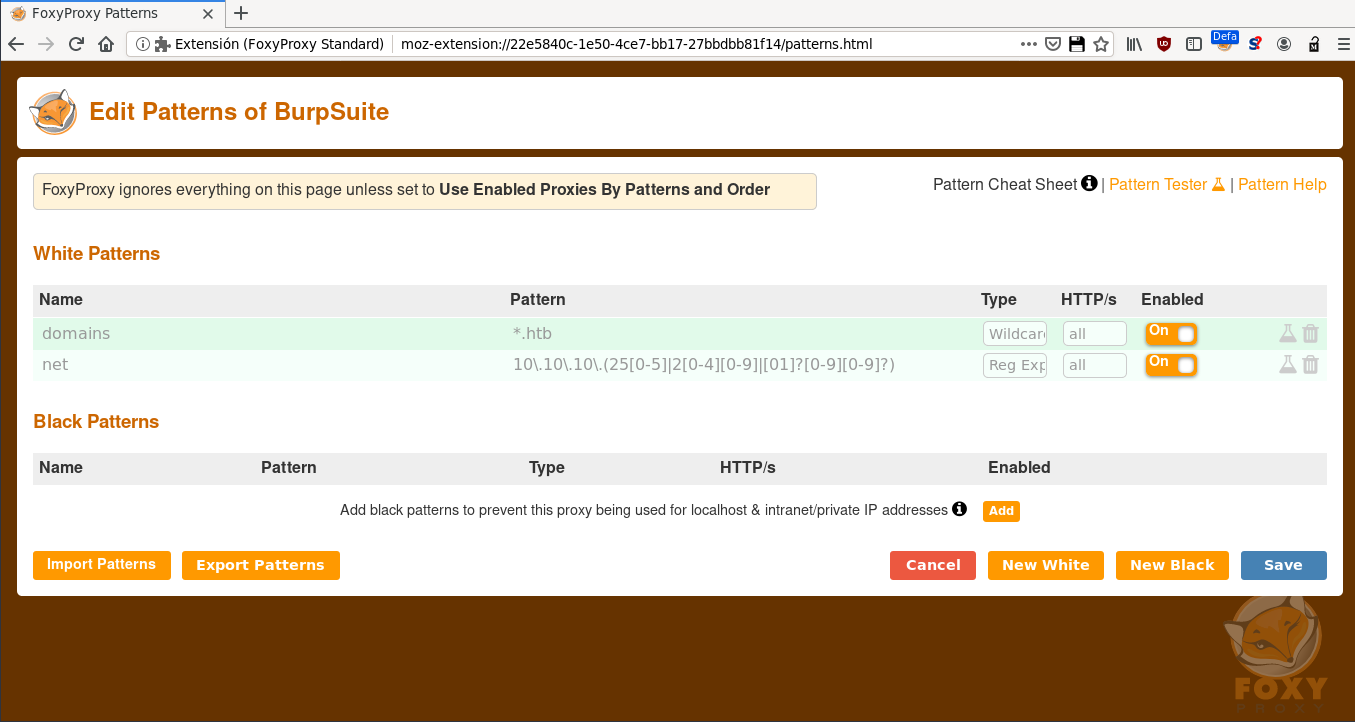 FoxyProxy Patterns
Extensión (FoxyProxy Standard) moz-extension://22e5840c-1e50-4ce7-bb17-27bbdbb81f14/patterns.html
Defa
Edit Patterns of BurpSuite
FoxyProxy ignores everything on this page unless set to Use Enabled Proxies By Patterns and Order
Pattern Cheat Sheet | Pattern Tester | Pattern Help
White Patterns
Name Pattern Type HTTP/s Enabled
domains *.htb Wildcard all On
net 10\.10\.10\.(25[0-5]|2[0-4][0-9]|[01]?[0-9][0-9]?) Reg Exp all On
Black Patterns
Name Pattern Type HTTP/s Enabled
Add black patterns to prevent this proxy being used for localhost & intranet/private IP addresses Add
Import Patterns Export Patterns Cancel New White New Black Save
FOXY
PROXY